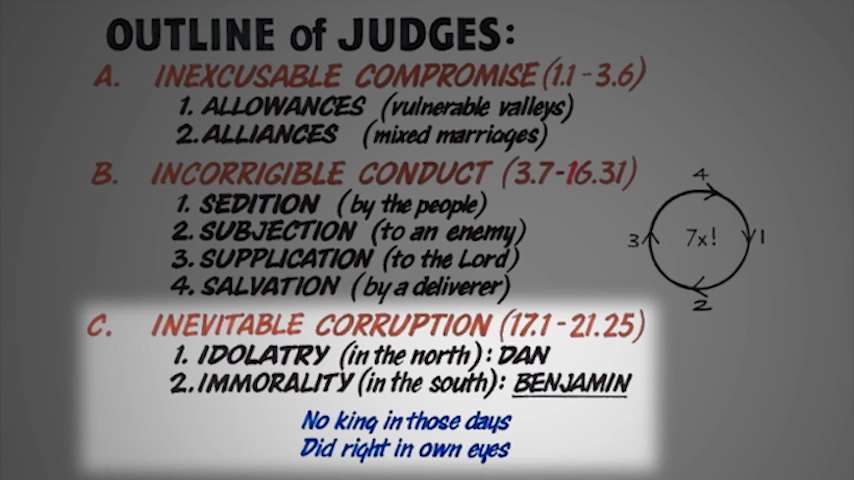 OUTLINE of JUDGES:
A. INEXCUSABLE COMPROMISE (1.1 - 3.6)
1. ALLOWANCES (vulnerable valleys)
2. ALLIANCES (mixed marriages)
B. INCORRIGIBLE CONDUCT (3.7-16.31)
1. SEDITION (by the people)
2. SUBJECTION (to an enemy)
3. SUPPLICATION (to the Lord)
4. SALVATION (by a deliverer)
4
3 7x! 1
2
C. INEVITABLE CORRUPTION (17.1 - 21.25)
1. IDOLATRY (in the north): DAN
2. IMMORALITY (in the south): BENJAMIN
No king in those days
Did right in own eyes